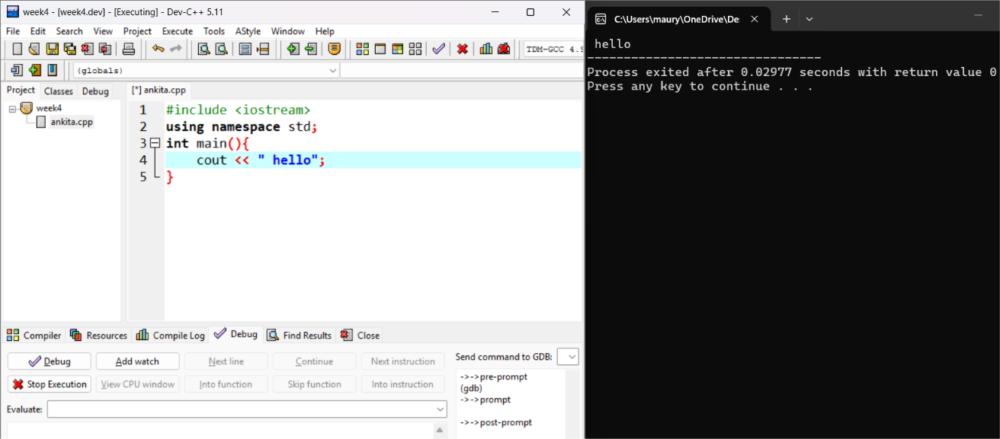 week4 - [week4.dev] - [Executing] - Dev-C++ 5.11
File Edit Search View Project Execute Tools AStyle Window Help
TDM-GCC 4.9
(globals)
Project Classes Debug
[*] ankita.cpp
week4
ankita.cpp
1 #include <iostream>
2 using namespace std;
3 int main(){
4 cout << " hello";
5 }
Compiler Resources Compile Log Debug Find Results Close
Debug Add watch Next line Continue Next instruction
Stop Execution View CPU window Into function Skip function Into instruction
Evaluate:
Send command to GDB:
->->pre-prompt
(gdb)
->->prompt
->->post-prompt
C:\Users\maury\OneDrive\De
hello
--------------------------------
Process exited after 0.02977 seconds with return value 0
Press any key to continue . . .